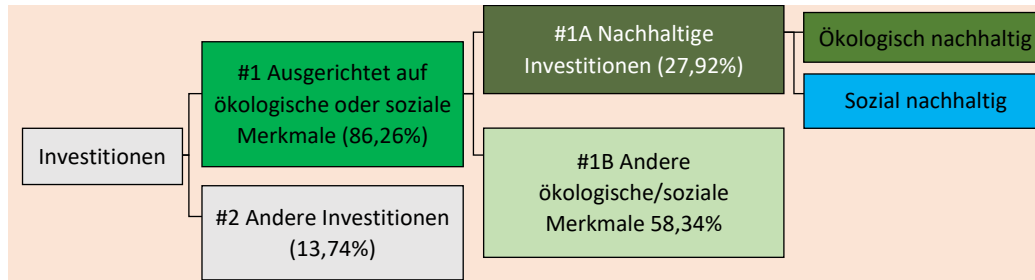 Investitionen
#1 Ausgerichtet auf
ökologische oder soziale
Merkmale (86,26%)
#2 Andere Investitionen
(13,74%)
#1A Nachhaltige
Investitionen (27,92%)
#1B Andere
ökologische/soziale
Merkmale 58,34%
Ökologisch nachhaltig
Sozial nachhaltig